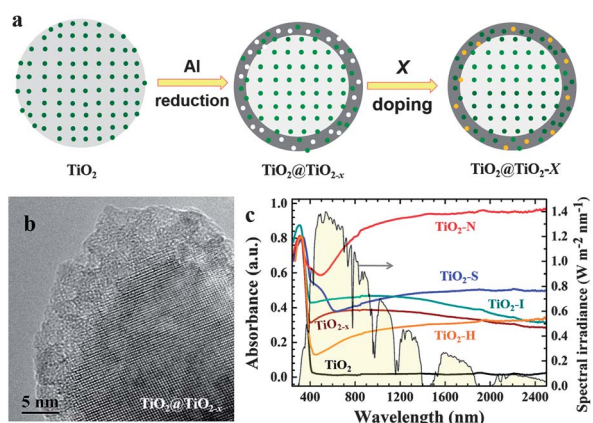 a
Al
reduction
X
doping
TiO2
TiO2@TiO2-x
TiO2@TiO2-X
b
5 nm
TiO2@TiO2-x
c
Absorbance (a.u.)
1.0
0.8
0.6
0.4
0.2
0.0
TiO2-N
TiO2-S
TiO2-I
TiO2-x
TiO2-H
TiO2
1.4
1.2
1.0
0.8
0.6
0.4
0.2
0.0
Spectral irradiance (W m-2 nm-1)
400 800 1200 1600 2000 2400
Wavelength (nm)